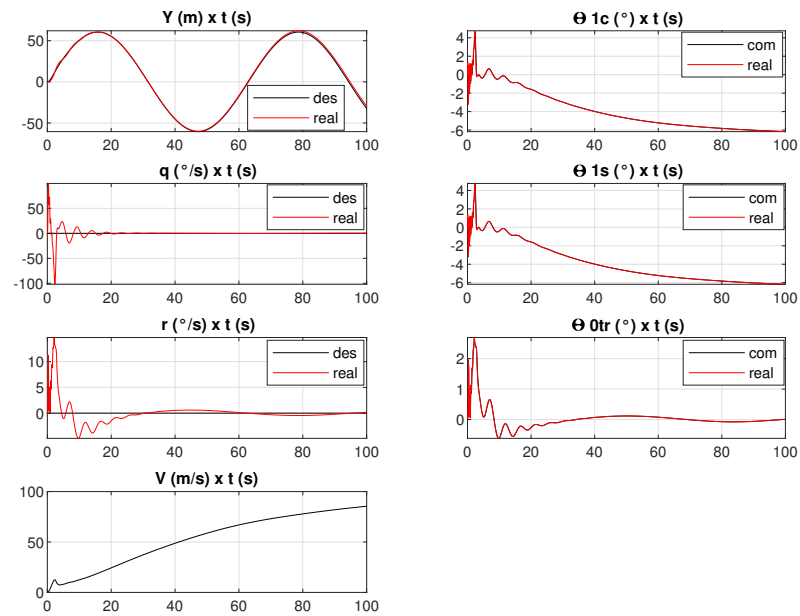 Y (m) x t (s)
50
0
-50
des
real
0 20 40 60 80 100
Θ 1c (°) x t (s)
4
2
0
-2
-4
-6
com
real
0 20 40 60 80 100
q (°/s) x t (s)
50
0
-50
-100
des
real
0 20 40 60 80 100
Θ 1s (°) x t (s)
4
2
0
-2
-4
-6
com
real
0 20 40 60 80 100
r (°/s) x t (s)
10
5
0
des
real
0 20 40 60 80 100
Θ 0tr (°) x t (s)
2
1
0
com
real
0 20 40 60 80 100
V (m/s) x t (s)
100
50
0
0 20 40 60 80 100